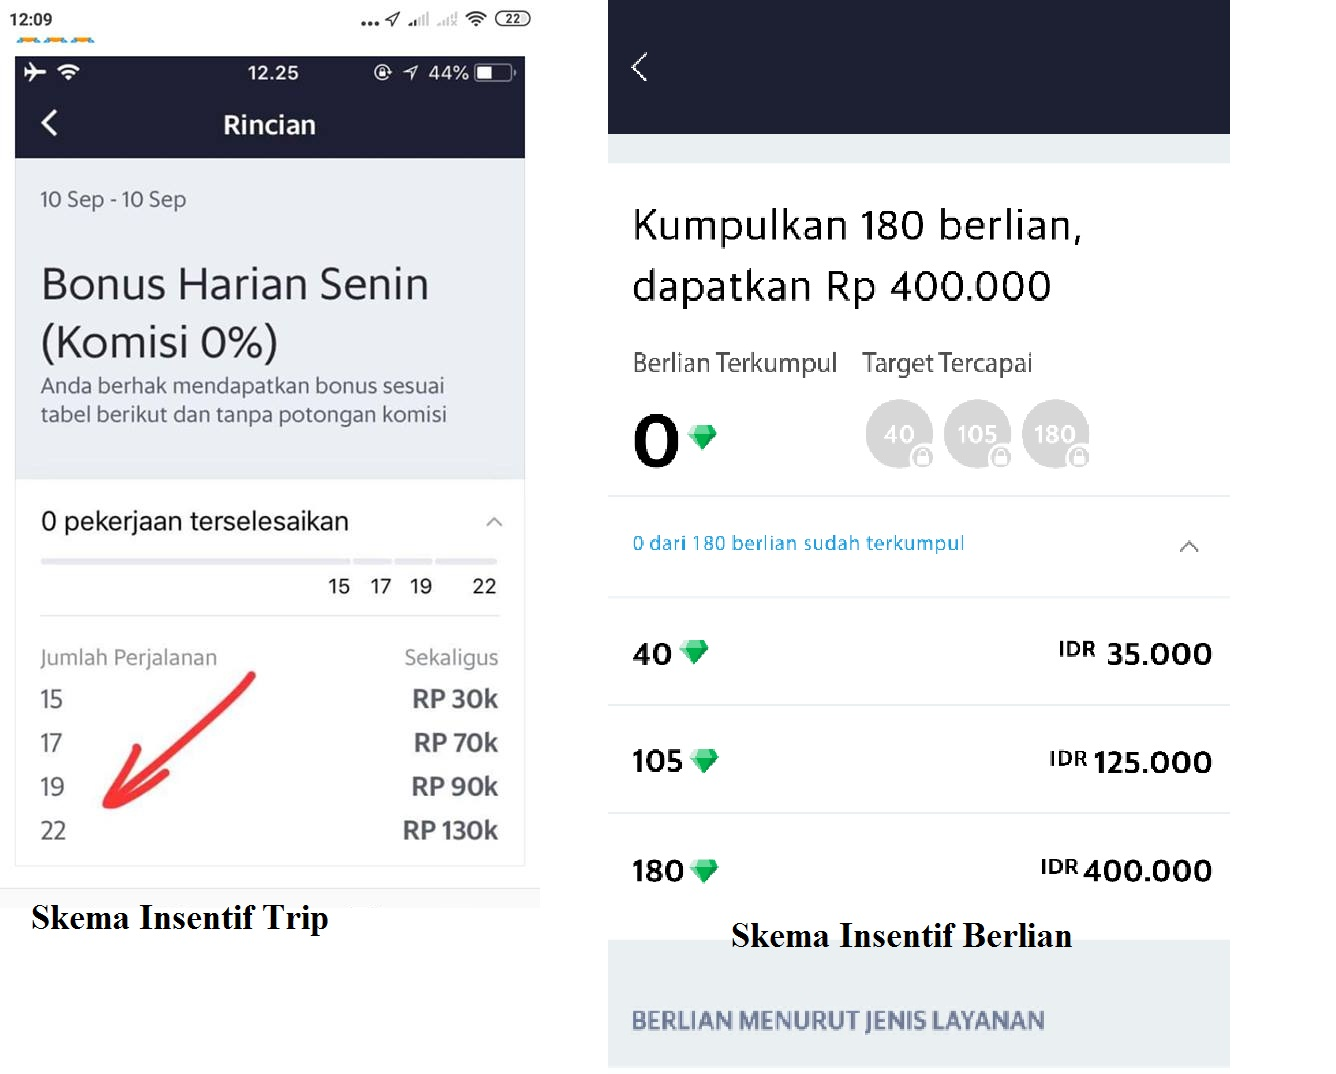 12:09
22
12.25
44%
Rincian
10 Sep - 10 Sep
Bonus Harian Senin
(Komisi 0%)
Anda berhak mendapatkan bonus sesuai
tabel berikut dan tanpa potongan komisi
0 pekerjaan terselesaikan
15 17 19 22
Jumlah Perjalanan Sekaligus
15 RP 30k
17 RP 70k
19 RP 90k
22 RP 130k
Skema Insentif Trip
Kumpulkan 180 berlian,
dapatkan Rp 400.000
Berlian Terkumpul Target Tercapai
0 40 105 180
0 dari 180 berlian sudah terkumpul
40 IDR 35.000
105 IDR 125.000
180 IDR 400.000
Skema Insentif Berlian
BERLIAN MENURUT JENIS LAYANAN